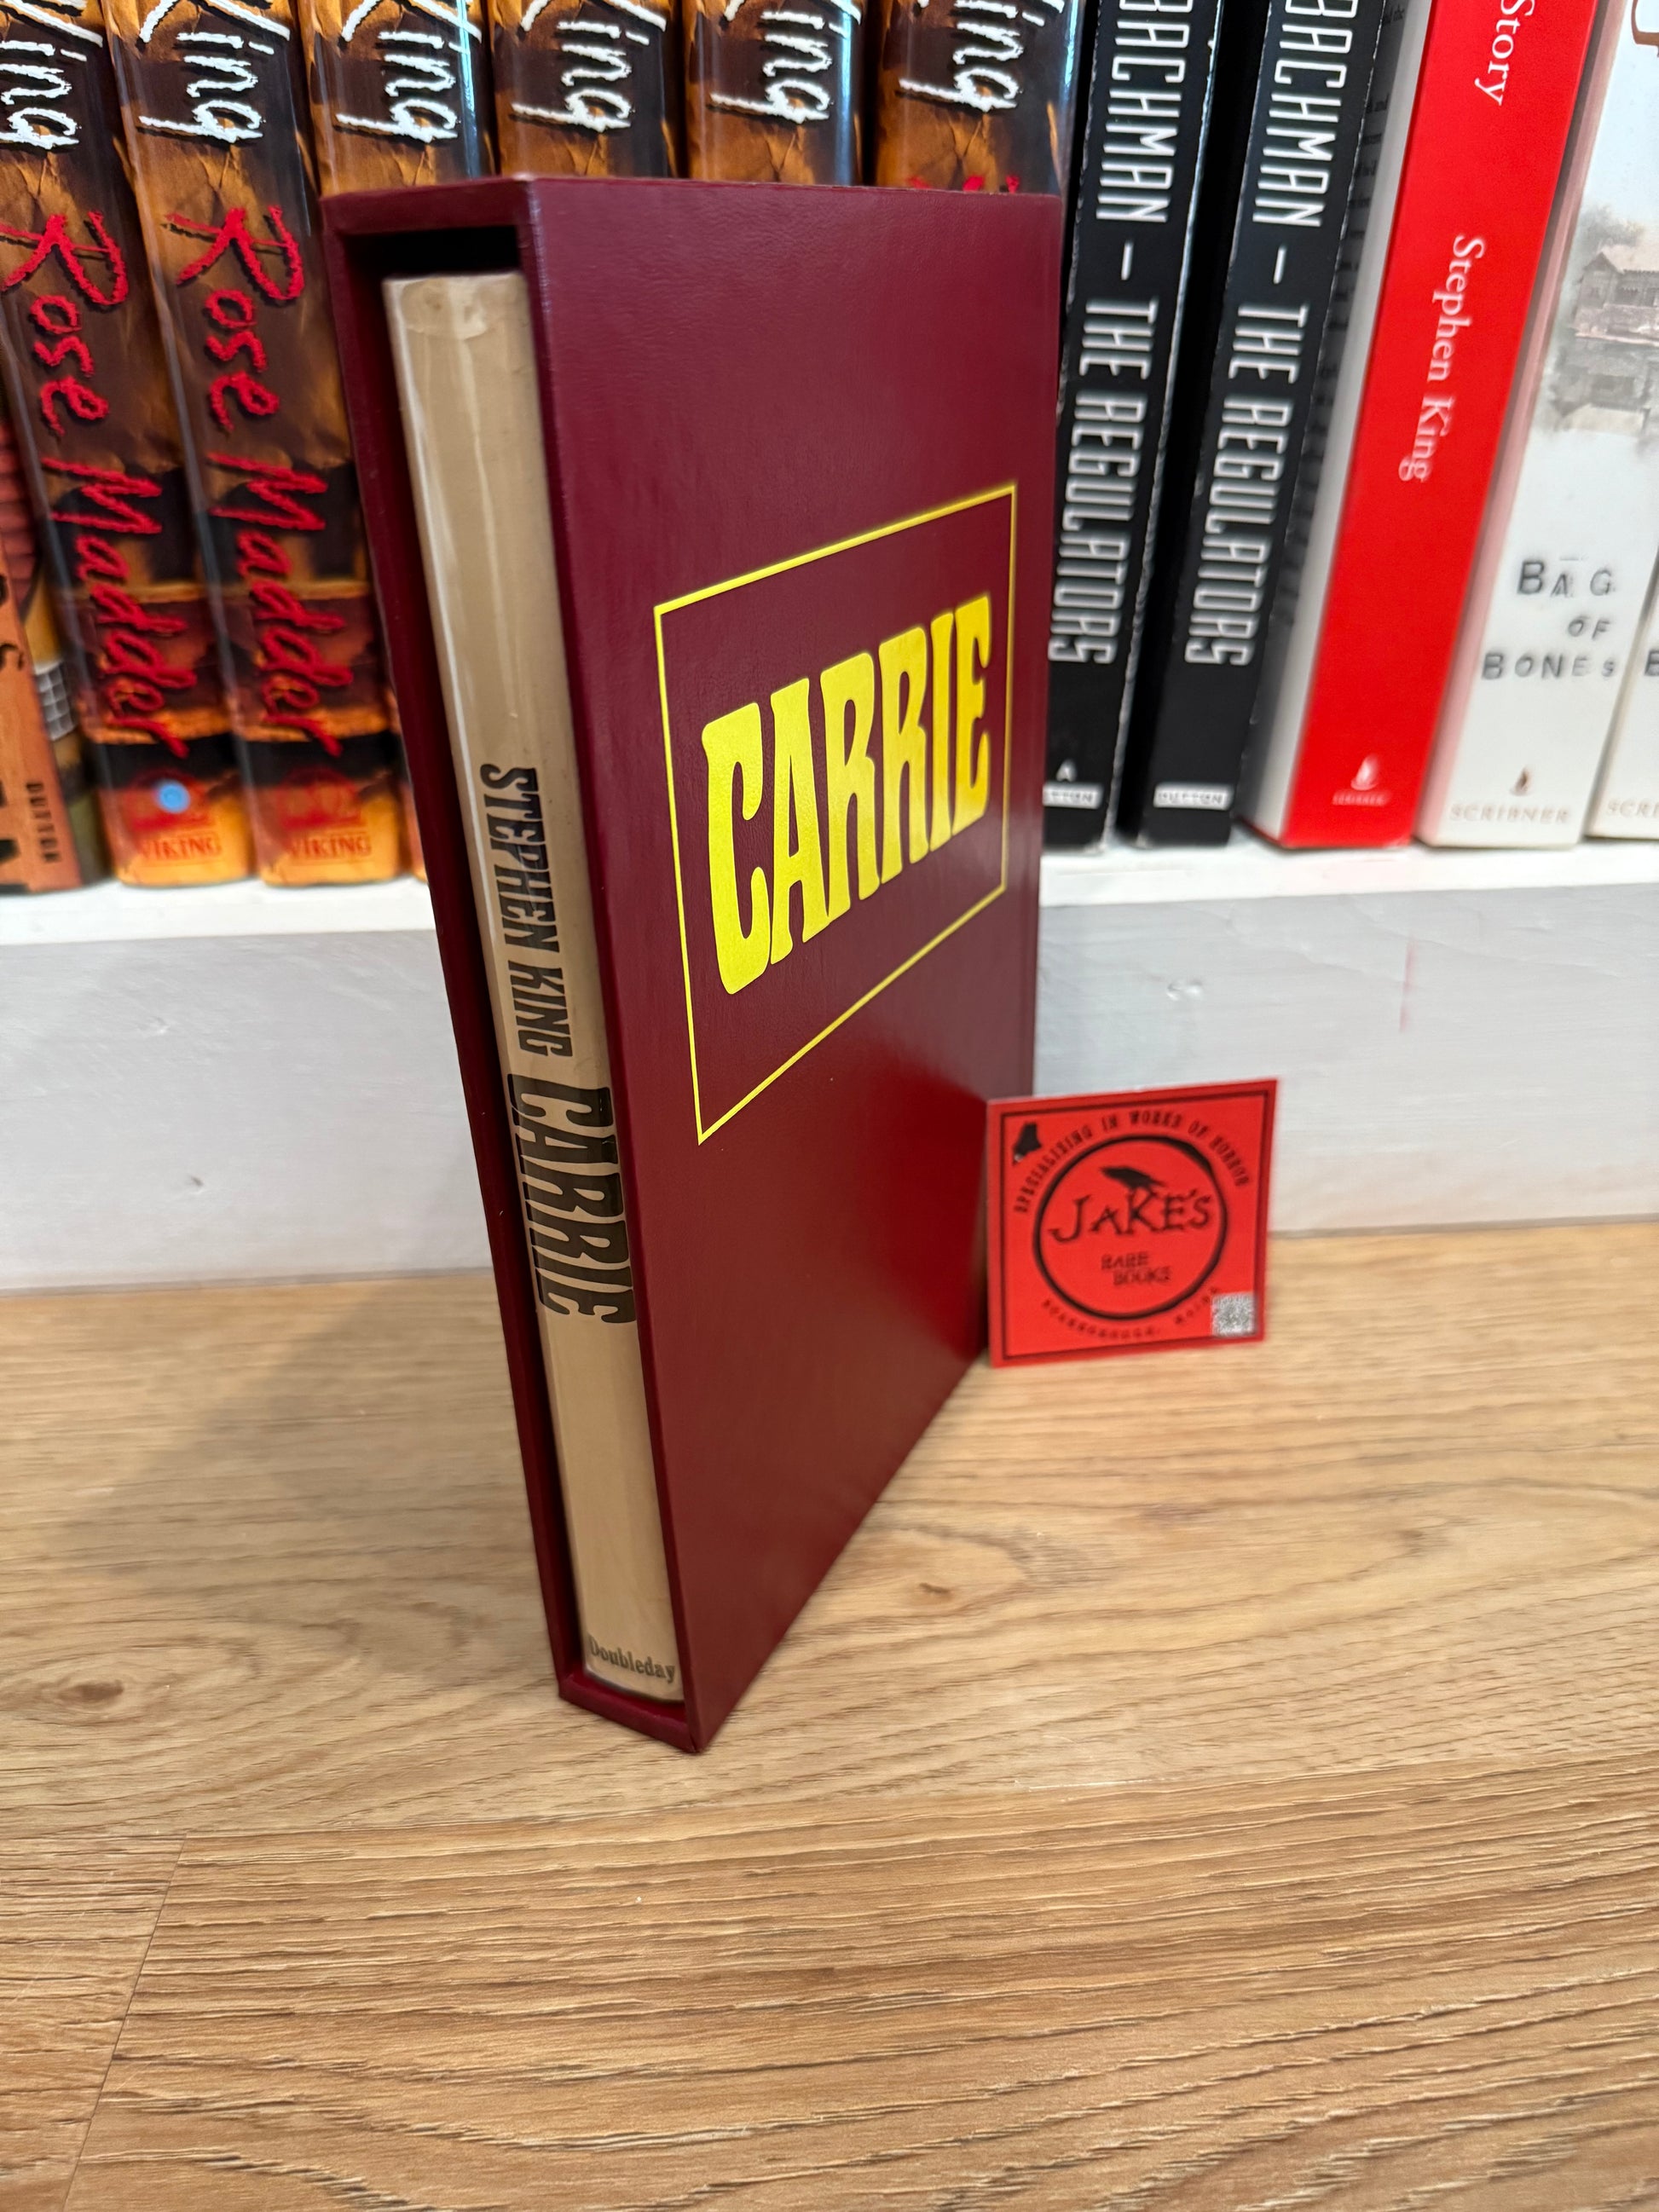 King
King
King
King
King
King
Rose Madder
Rose Madder
VIKING
VIKING
DUTTON
BACHMAN – THE REGULATORS
BACHMAN – THE REGULATORS
DUTTON
Story
Stephen King
BAG
OF
BONES
SCRIBNER
STEPHEN KING
CARRIE
Doubleday
CARRIE
SPECIALIZING IN WORKS OF HORROR
JAKE'S
RARE
BOOKS